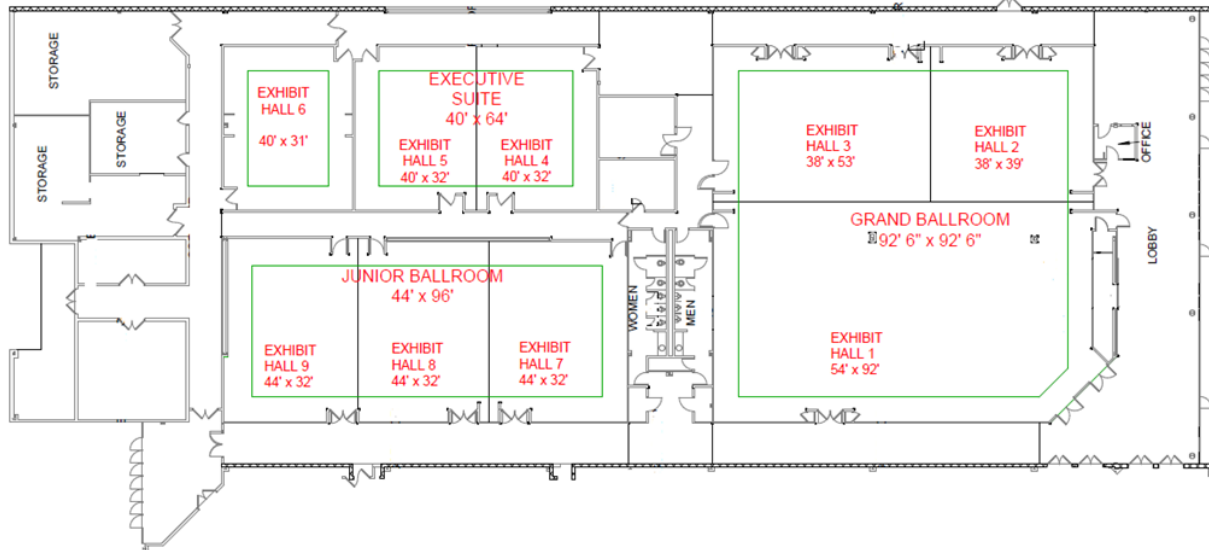 STORAGE
STORAGE
STORAGE
EXHIBIT
HALL 6
40' x 31'
EXECUTIVE
SUITE
40' x 64'
EXHIBIT
HALL 5
40' x 32'
EXHIBIT
HALL 4
40' x 32'
EXHIBIT
HALL 3
38' x 53'
EXHIBIT
HALL 2
38' x 39'
OFFICE
GRAND BALLROOM
92' 6" x 92' 6"
LOBBY
JUNIOR BALLROOM
44' x 96'
WOMEN
MEN
EXHIBIT
HALL 9
44' x 32'
EXHIBIT
HALL 8
44' x 32'
EXHIBIT
HALL 7
44' x 32'
EXHIBIT
HALL 1
54' x 92'